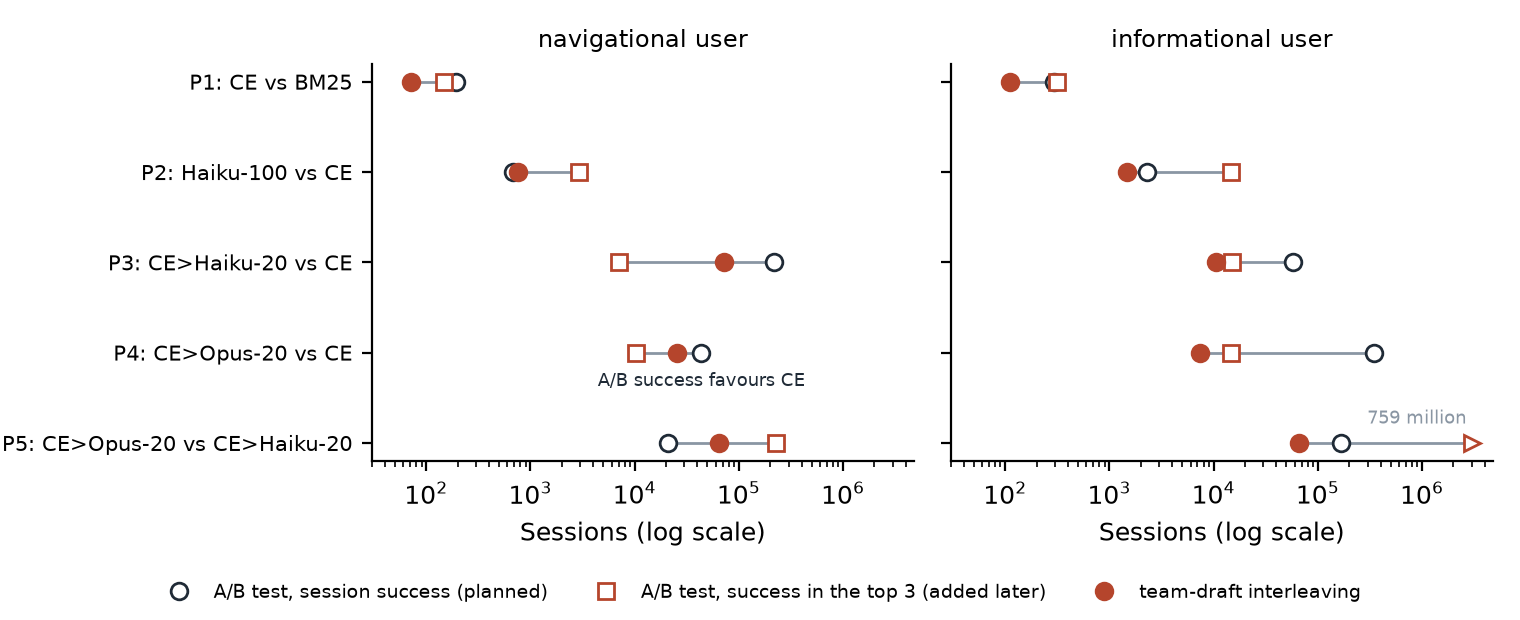 navigational user
informational user
P1: CE vs BM25
P2: Haiku-100 vs CE
P3: CE>Haiku-20 vs CE
P4: CE>Opus-20 vs CE
A/B success favours CE
759 million
P5: CE>Opus-20 vs CE>Haiku-20
10² 10³ 10⁴ 10⁵ 10⁶
10² 10³ 10⁴ 10⁵ 10⁶
Sessions (log scale)
Sessions (log scale)
A/B test, session success (planned)
A/B test, success in the top 3 (added later)
team-draft interleaving